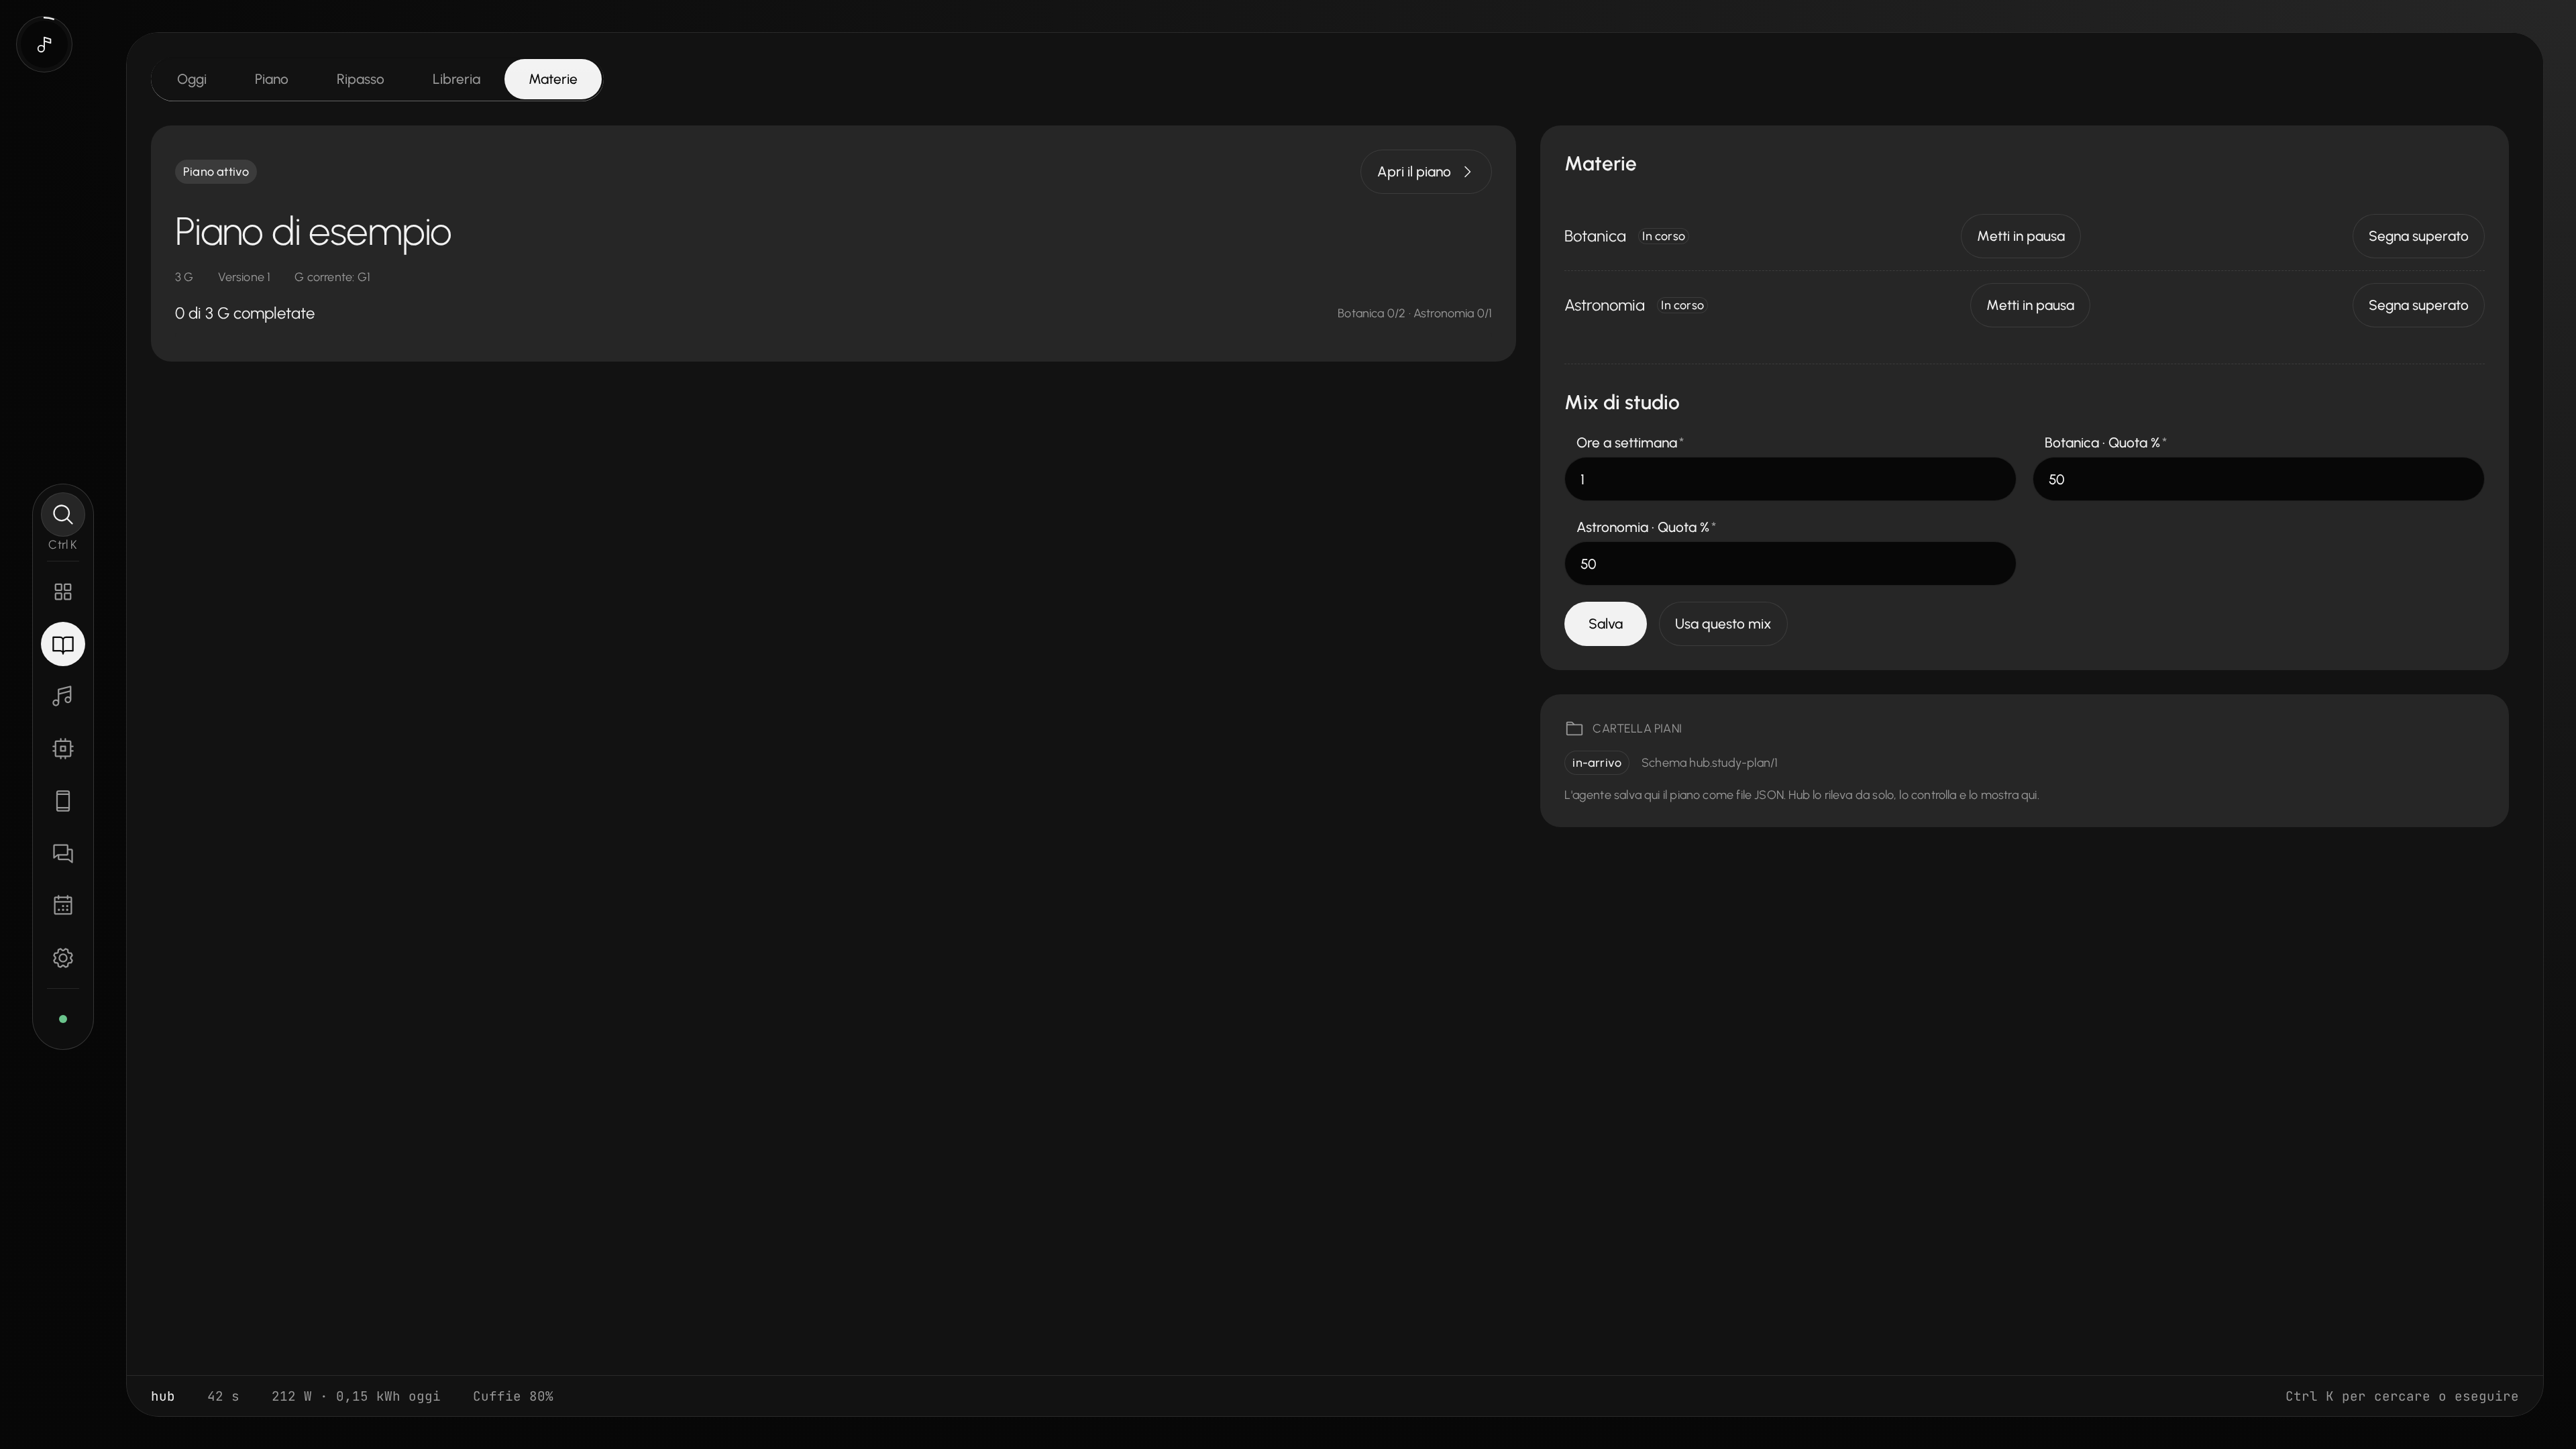 Oggi Piano Ripasso Libreria Materie
Piano attivo
Apri il piano
Piano di esempio
3 G Versione 1 G corrente: G1
0 di 3 G completate
Botanica 0/2 · Astronomia 0/1
Materie
Botanica In corso Metti in pausa Segna superato
Astronomia In corso Metti in pausa Segna superato
Mix di studio
Ore a settimana* Botanica · Quota %*
1 50
Astronomia · Quota %*
50
Salva Usa questo mix
CARTELLA PIANI
in-arrivo Schema hub.study-plan/1
L'agente salva qui il piano come file JSON. Hub lo rileva da solo, lo controlla e lo mostra qui.
Ctrl K
hub 42 s 212 W · 0,15 kWh oggi Cuffie 80% Ctrl K per cercare o eseguire